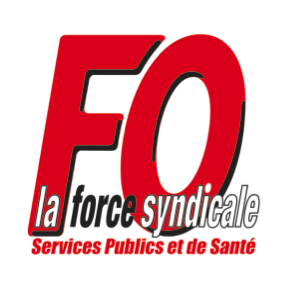 FO
la force syndicale
Services Publics et de Santé